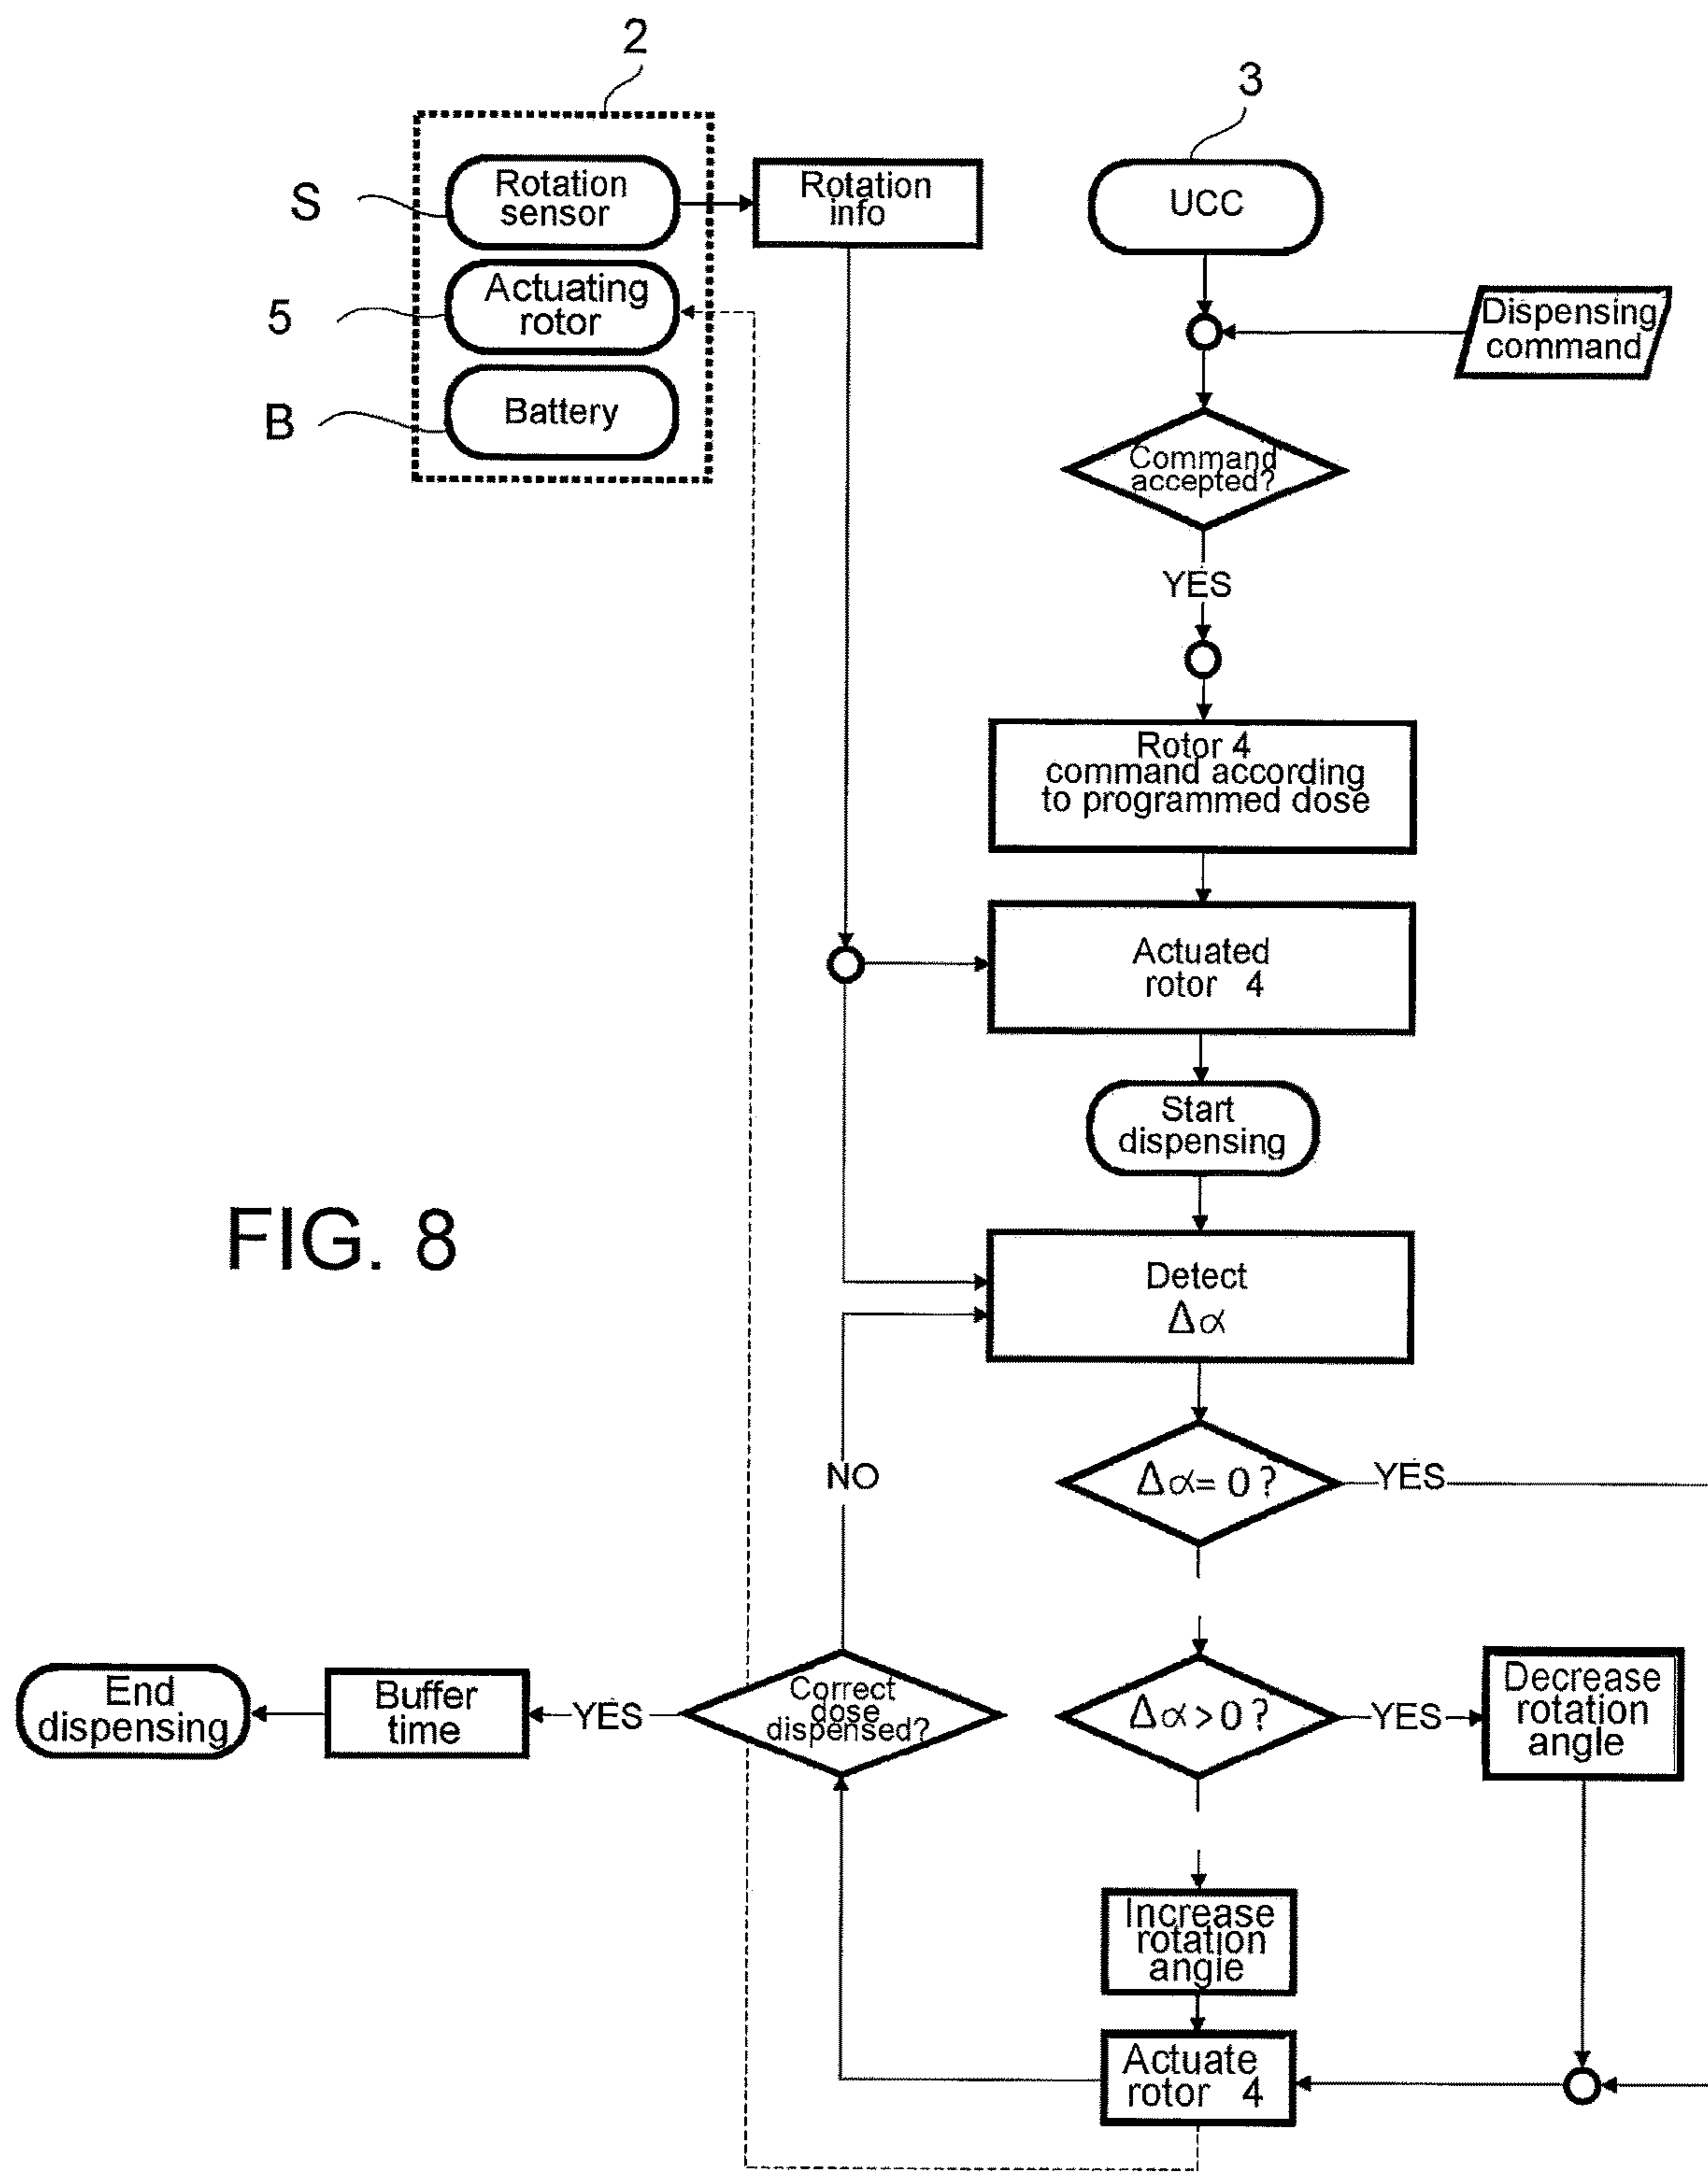 2
3
S
Rotation
sensor
Rotation
info
UCC
5
Actuating
rotor
Dispensing
command
B
Battery
Command
accepted?
YES
Rotor 4
command according
to programmed dose
Actuated
rotor 4
Start
dispensing
FIG. 8
Detect
Δα
NO
Δα= 0 ?
YES
End
dispensing
Buffer
time
YES
Correct
dose
dispensed?
Δα>0 ?
YES
Decrease
rotation
angle
Increase
rotation
angie
Actuate
rotor 4